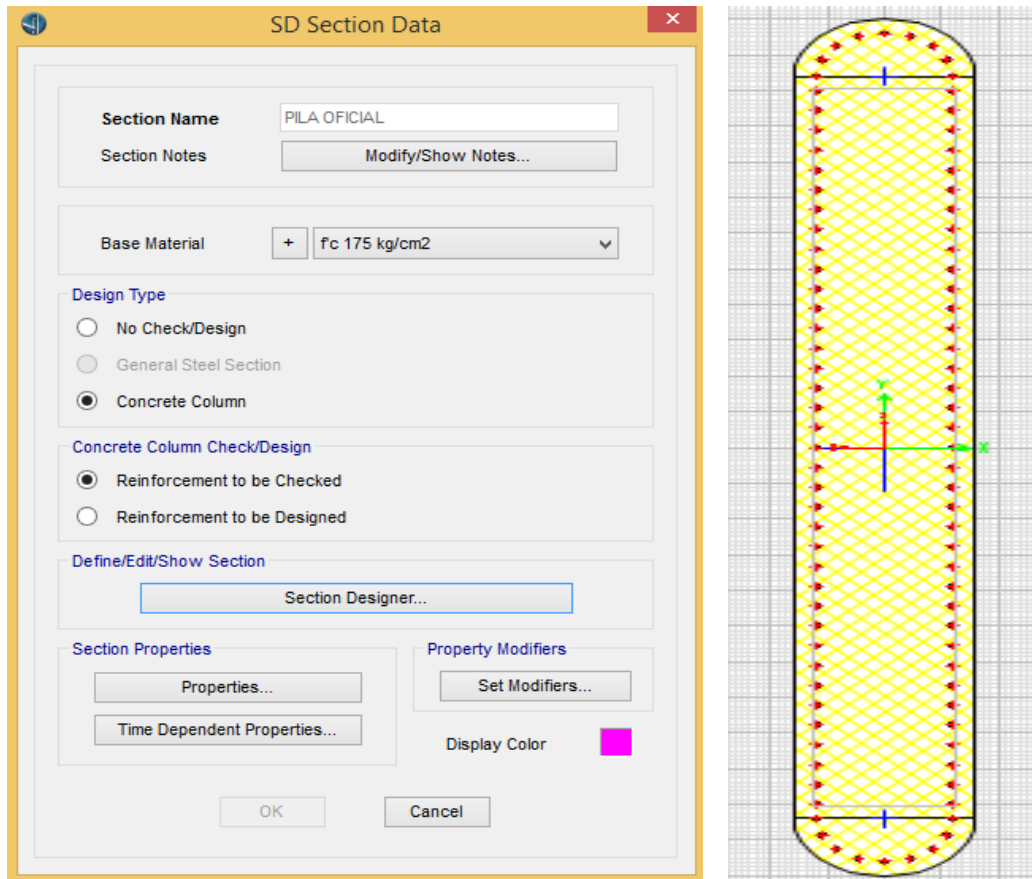 SD Section Data
Section Name
PILA OFICIAL
Section Notes
Modify/Show Notes...
Base Material
+
f'c 175 kg/cm2
Design Type
No Check/Design
General Steel Section
Concrete Column
Concrete Column Check/Design
Reinforcement to be Checked
Reinforcement to be Designed
Define/Edit/Show Section
Section Designer...
Section Properties
Properties...
Time Dependent Properties...
Property Modifiers
Set Modifiers...
Display Color
OK
Cancel
Y
X